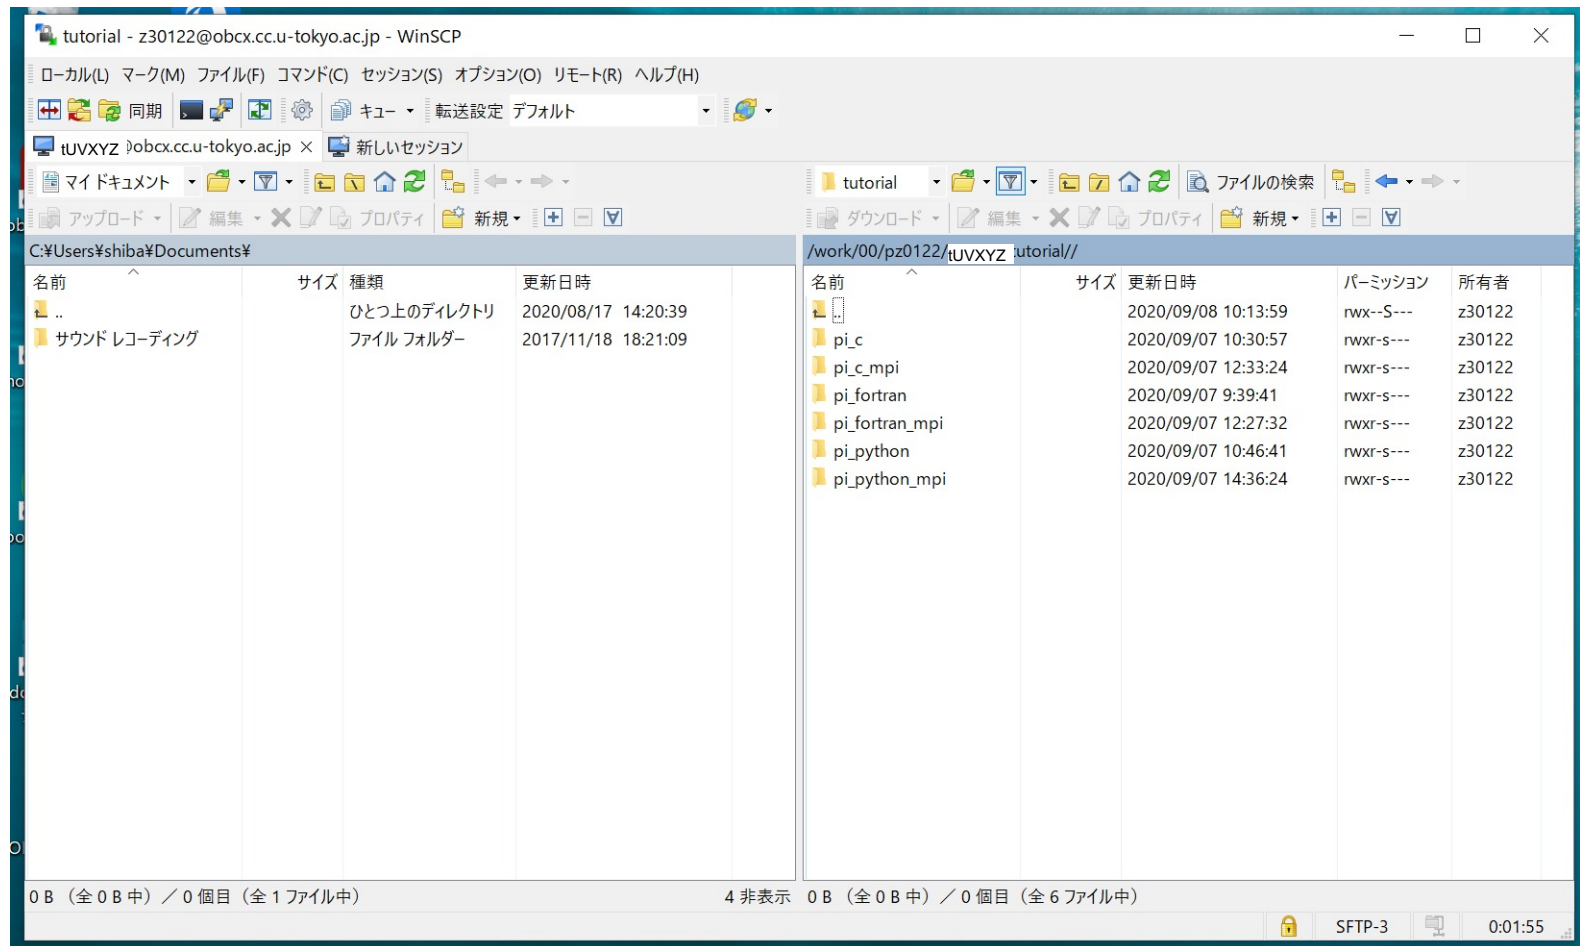 tutorial - z30122@obcx.cc.u-tokyo.ac.jp - WinSCP
ローカル(L) マーク(M) ファイル(F) コマンド(C) セッション(S) オプション(O) リモート(R) ヘルプ(H)
同期 キュー 転送設定 デフォルト
tUVXYZ @obcx.cc.u-tokyo.ac.jp × 新しいセッション
マイ ドキュメント
アップロード 編集 プロパティ 新規
C:¥Users¥shiba¥Documents¥
名前 サイズ 種類 更新日時
.. ひとつ上のディレクトリ 2020/08/17 14:20:39
サウンド レコーディング ファイル フォルダー 2017/11/18 18:21:09
0 B （全 0 B 中）／ 0 個目（全 1 ファイル中） 4 非表示
tutorial ファイルの検索
ダウンロード 編集 プロパティ 新規
/work/00/pz0122/tUVXYZ tutorial//
名前 サイズ 更新日時 パーミッション 所有者
.. 2020/09/08 10:13:59 rwx--S--- z30122
pi_c 2020/09/07 10:30:57 rwxr-s--- z30122
pi_c_mpi 2020/09/07 12:33:24 rwxr-s--- z30122
pi_fortran 2020/09/07 9:39:41 rwxr-s--- z30122
pi_fortran_mpi 2020/09/07 12:27:32 rwxr-s--- z30122
pi_python 2020/09/07 10:46:41 rwxr-s--- z30122
pi_python_mpi 2020/09/07 14:36:24 rwxr-s--- z30122
0 B （全 0 B 中）／ 0 個目（全 6 ファイル中）
SFTP-3 0:01:55